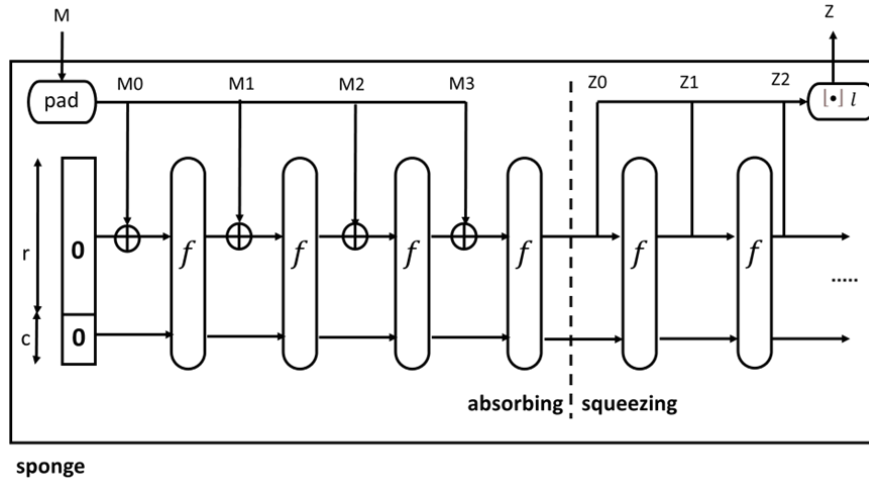 M
Z
pad
M0
M1
M2
M3
Z0
Z1
Z2
⌊•⌋ l
r
0
f
f
f
f
f
f
.....
c
0
absorbing
squeezing
sponge